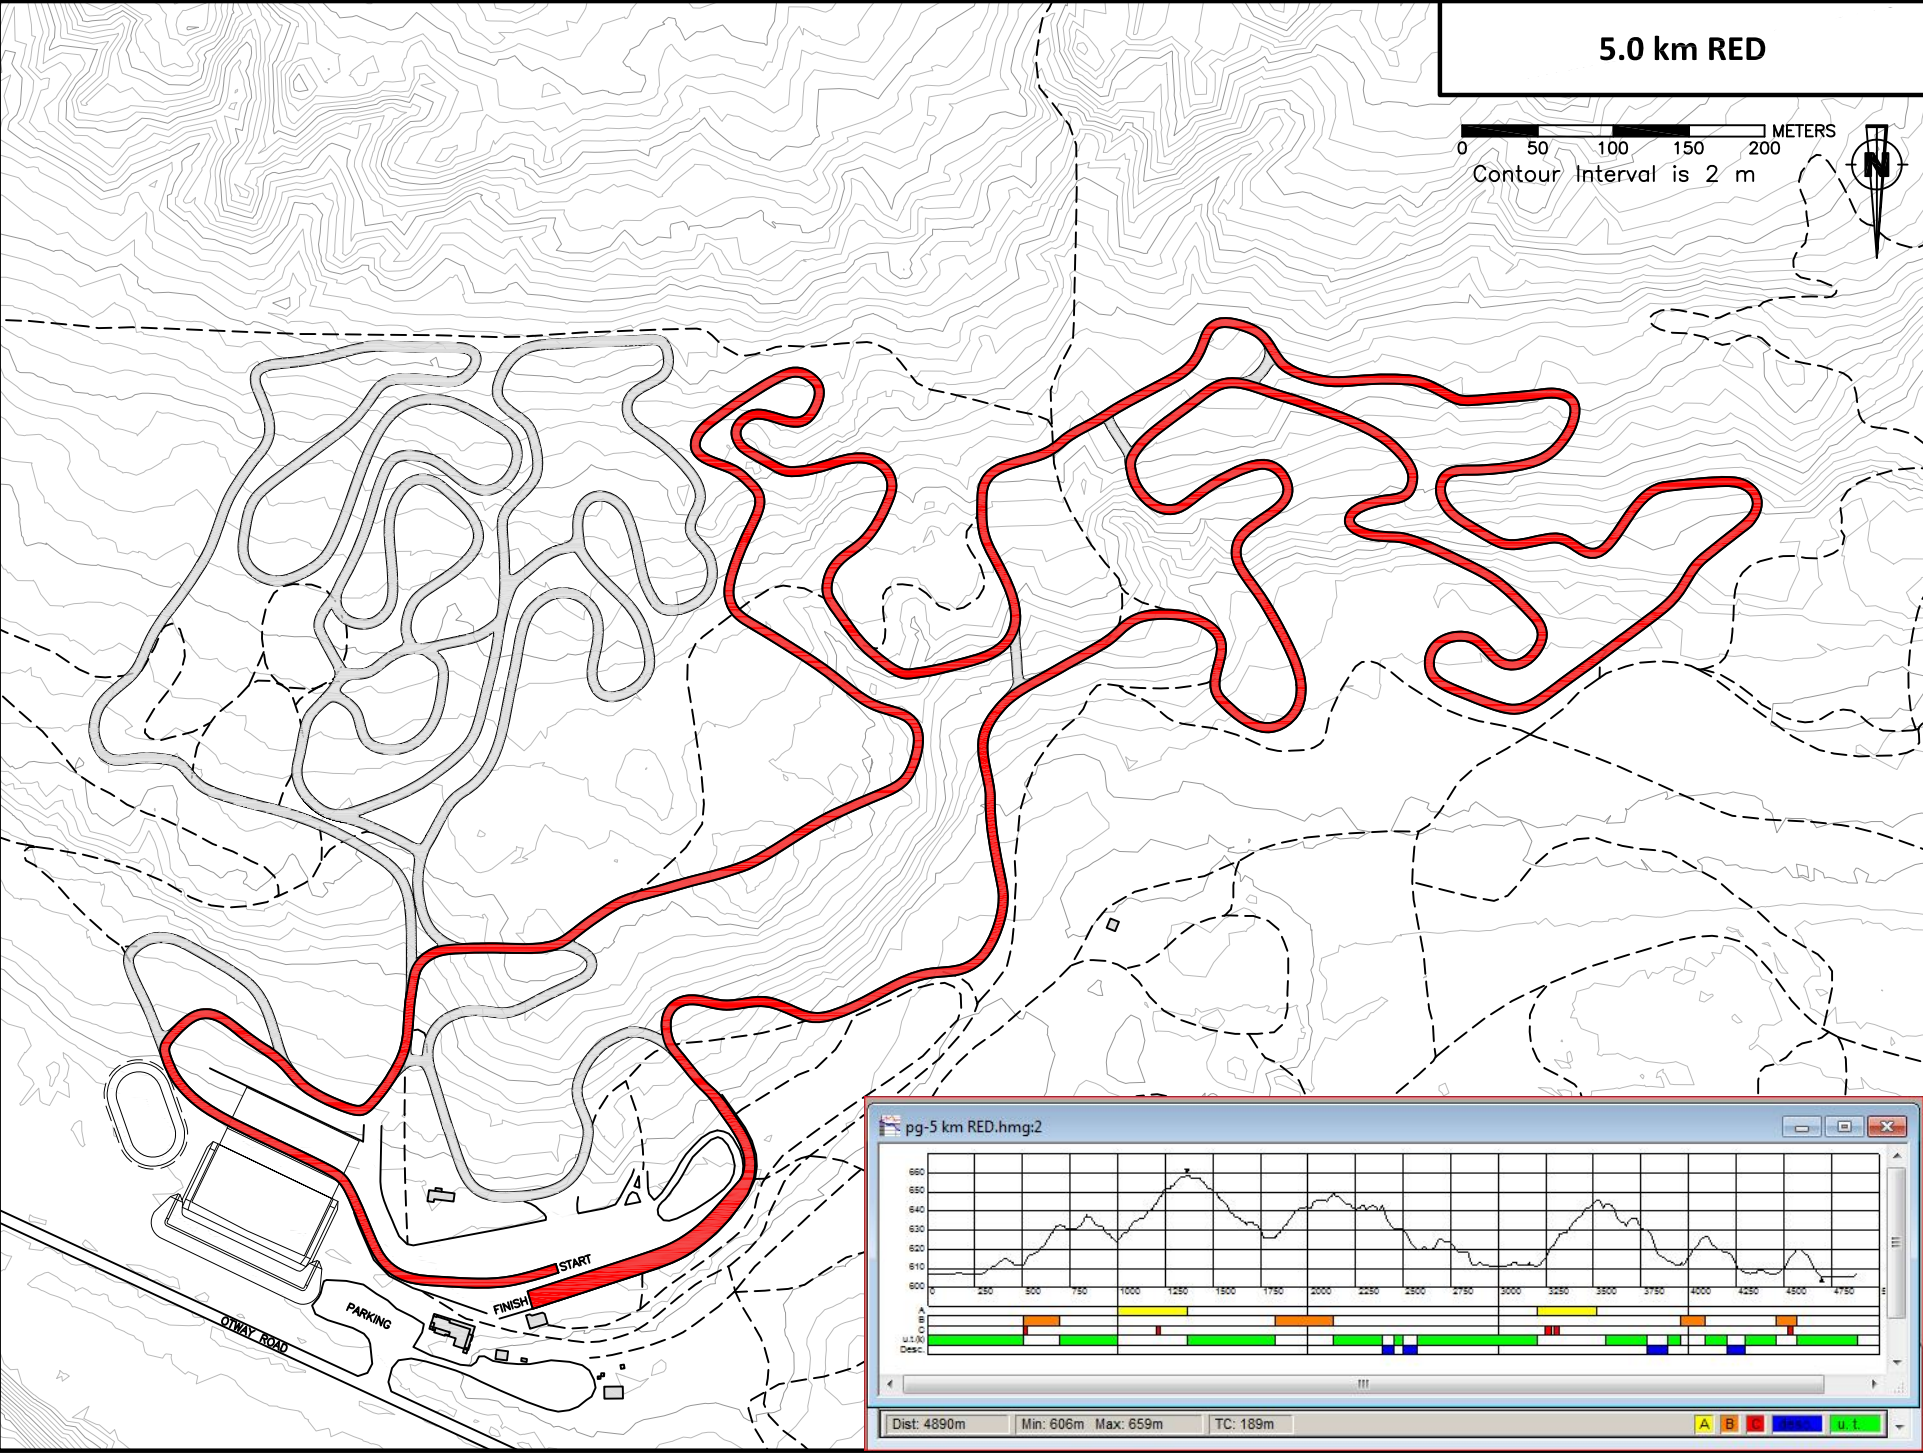 5.0 km RED
METERS
0 50 100 150 200
Contour Interval is 2 m
N
START
FINISH
PARKING
OTWAY ROAD
pg-5 km RED.hmg:2
660
650
640
630
620
610
600
0 250 500 750 1000 1250 1500 1750 2000 2250 2500 2750 3000 3250 3500 3750 4000 4250 4500 4750
A
B
C
u.t.
Desc.
Dist: 4890m Min: 606m Max: 659m TC: 189m A B C u. t.